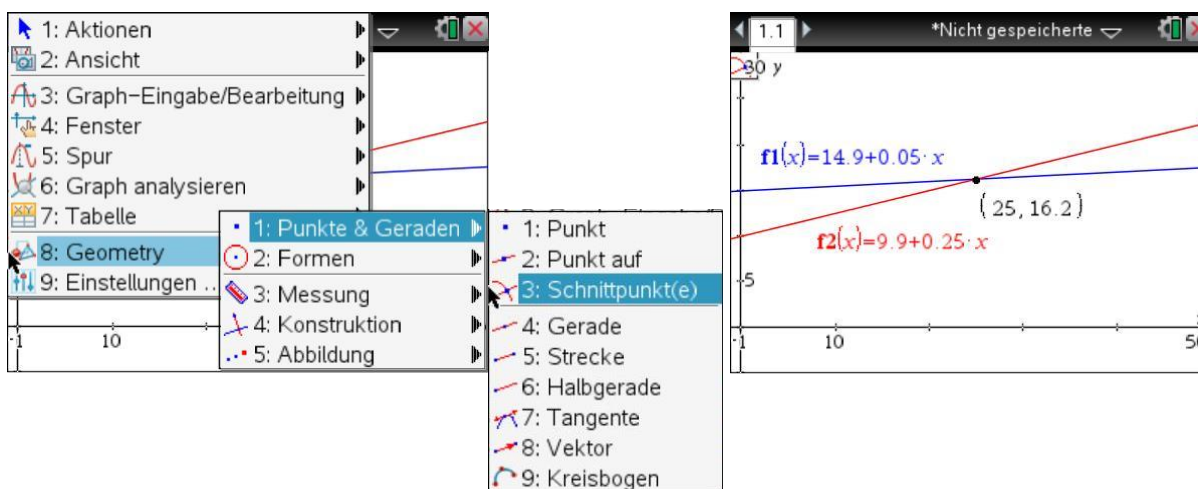 1: Aktionen
2: Ansicht
3: Graph-Eingabe/Bearbeitung
4: Fenster
5: Spur
6: Graph analysieren
7: Tabelle
8: Geometry
9: Einstellungen ...
-1
10
1: Punkte & Geraden
2: Formen
3: Messung
4: Konstruktion
5: Abbildung
1: Punkt
2: Punkt auf
3: Schnittpunkt(e)
4: Gerade
5: Strecke
6: Halbgerade
7: Tangente
8: Vektor
9: Kreisbogen
1.1
*Nicht gespeicherte
30 y
f1(x)=14.9+0.05·x
(25,16.2)
f2(x)=9.9+0.25·x
5
-1
10
50